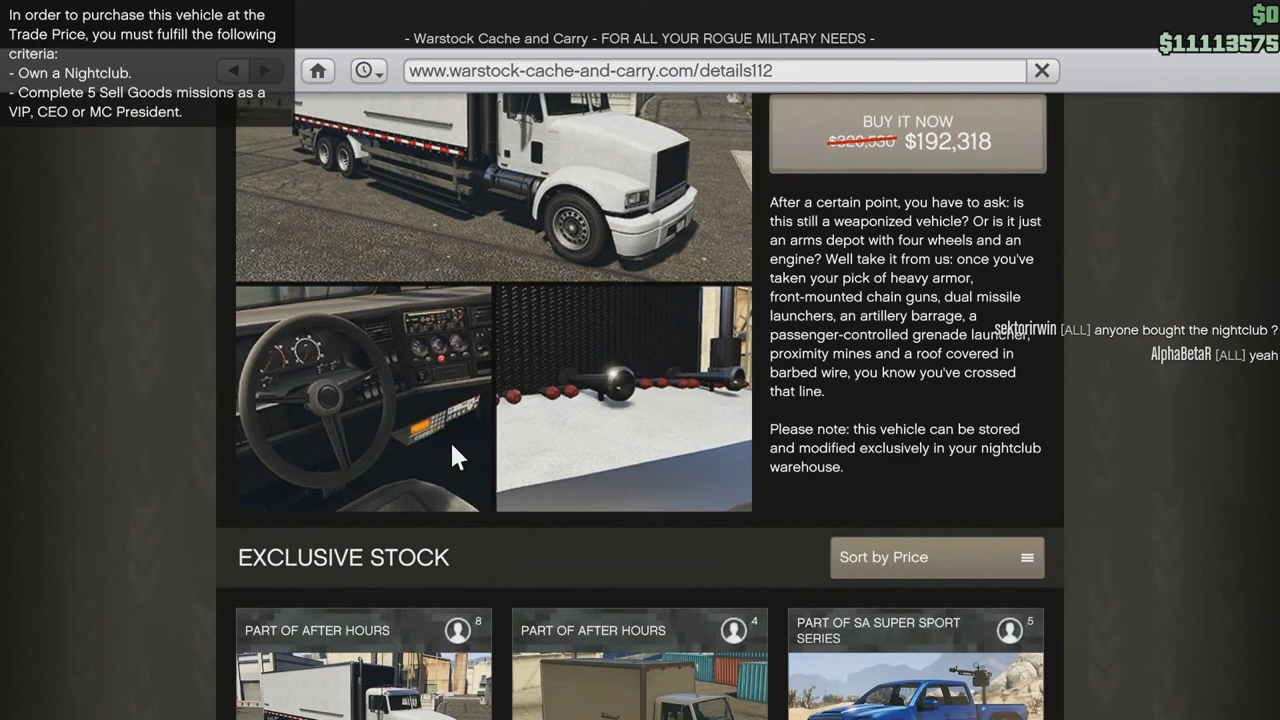 In order to purchase this vehicle at the
Trade Price, you must fulfill the following
criteria:
- Own a Nightclub.
- Complete 5 Sell Goods missions as a
VIP, CEO or MC President.
$0
$11113575
- Warstock Cache and Carry - FOR ALL YOUR ROGUE MILITARY NEEDS -
www.warstock-cache-and-carry.com/details112
BUY IT NOW
$320,530 $192,318
After a certain point, you have to ask: is
this still a weaponized vehicle? Or is it just
an arms depot with four wheels and an
engine? Well take it from us: once you've
taken your pick of heavy armor,
front-mounted chain guns, dual missile
launchers, an artillery barrage, a
passenger-controlled grenade launcher,
proximity mines and a roof covered in
barbed wire, you know you've crossed
that line.
Please note: this vehicle can be stored
and modified exclusively in your nightclub
warehouse.
sektorirwin [ALL] anyone bought the nightclub ?
AlphaBetaR [ALL] yeah
EXCLUSIVE STOCK
Sort by Price
PART OF AFTER HOURS
8
PART OF AFTER HOURS
4
PART OF SA SUPER SPORT
SERIES
5